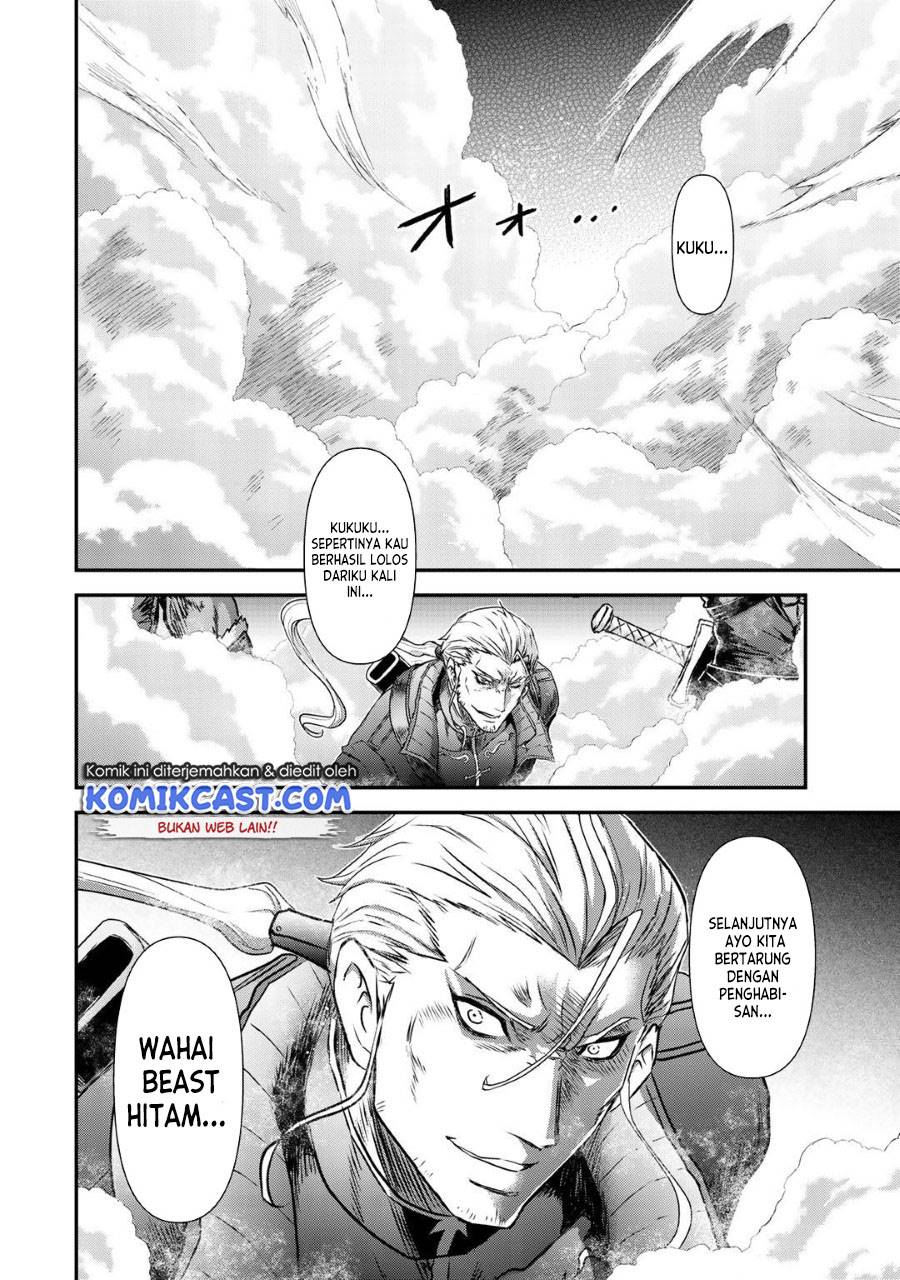 オオ...
KUKU...
KUKUKU...
SEPERTINYA KAU
BERHASIL LOLOS
DARIKU KALI
INI...
Komik ini diterjemahkan & diedit oleh
KOMIKCAST.COM
BUKAN WEB LAIN!!
SELANJUTNYA
AYO KITA
BERTARUNG
DENGAN
PENGHABI-
SAN...
WAHAI
BEAST
HITAM...